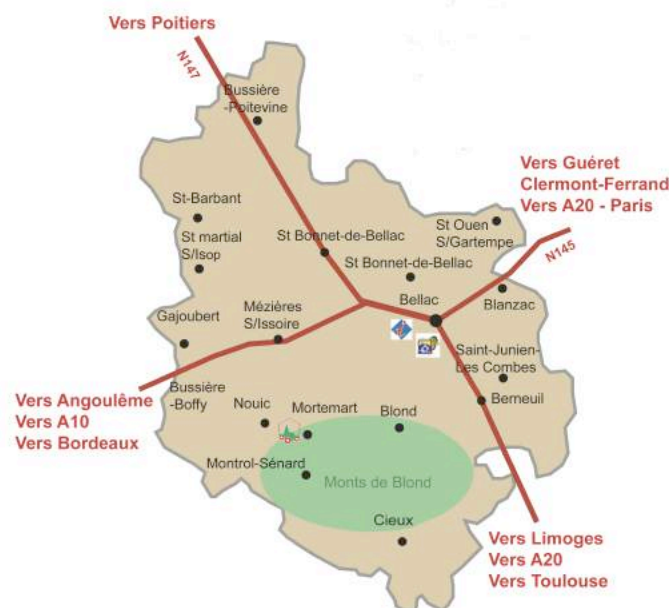 Vers Poitiers
N147
Bussière
-Poitevine
Vers Guéret
Clermont-Ferrand
Vers A20 - Paris
N145
St-Barbant
St martial
S/Isop
St Bonnet-de-Bellac
St Ouen
S/Gartempe
St Bonnet-de-Bellac
Bellac
Blanzac
Mézières
S/Issoire
Gajoubert
Saint-Junien-
Les Combes
Berneuil
Bussière
-Boffy
Vers Angoulême
Vers A10
Vers Bordeaux
Nouic
Mortemart
Blond
Montrol-Sénard
Monts de Blond
Cieux
Vers Limoges
Vers A20
Vers Toulouse